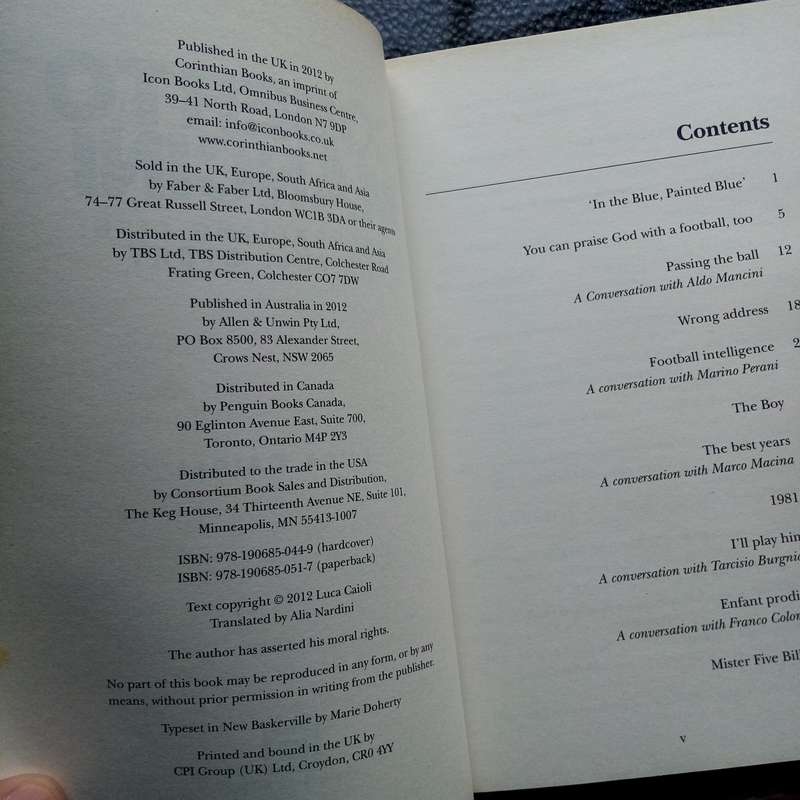 Published in the UK in 2012 by
Corinthian Books, an imprint of
Icon Books Ltd, Omnibus Business Centre,
39–41 North Road, London N7 9DP
email: info@iconbooks.co.uk
www.corinthianbooks.net
Sold in the UK, Europe, South Africa and Asia
by Faber & Faber Ltd, Bloomsbury House,
74–77 Great Russell Street, London WC1B 3DA or their agents
Distributed in the UK, Europe, South Africa and Asia
by TBS Ltd, TBS Distribution Centre, Colchester Road
Frating Green, Colchester CO7 7DW
Published in Australia in 2012
by Allen & Unwin Pty Ltd,
PO Box 8500, 83 Alexander Street,
Crows Nest, NSW 2065
Distributed in Canada
by Penguin Books Canada,
90 Eglinton Avenue East, Suite 700,
Toronto, Ontario M4P 2Y3
Distributed to the trade in the USA
by Consortium Book Sales and Distribution,
The Keg House, 34 Thirteenth Avenue NE, Suite 101,
Minneapolis, MN 55413-1007
ISBN: 978-190685-044-9 (hardcover)
ISBN: 978-190685-051-7 (paperback)
Text copyright © 2012 Luca Caioli
Translated by Alia Nardini
The author has asserted his moral rights.
No part of this book may be reproduced in any form, or by any
means, without prior permission in writing from the publisher.
Typeset in New Baskerville by Marie Doherty
Printed and bound in the UK by
CPI Group (UK) Ltd, Croydon, CR0 4YY
Contents
'In the Blue, Painted Blue' 1
You can praise God with a football, too 5
Passing the ball 12
A Conversation with Aldo Mancini
Wrong address 18
Football intelligence 2
A conversation with Marino Perani
The Boy
The best years
A conversation with Marco Macina
1981
I'll play him
A conversation with Tarcisio Burgnic
Enfant prodi
A conversation with Franco Colom
Mister Five Bill
v